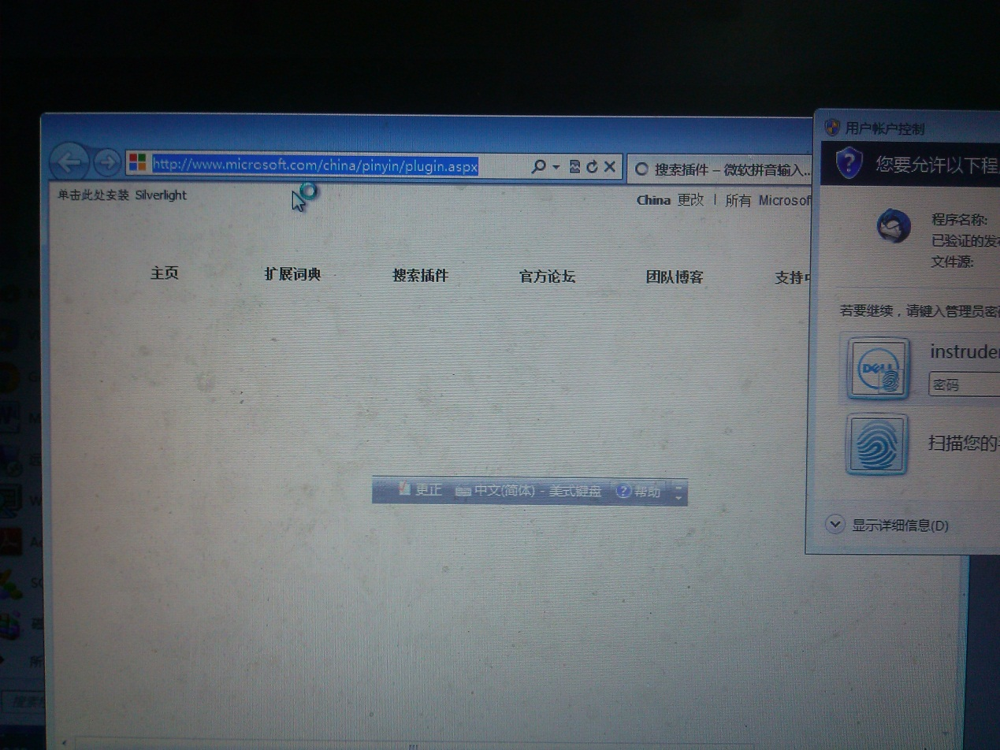 用户帐户控制
http://www.microsoft.com/china/pinyin/plugin.aspx
搜索插件 – 微软拼音输入...
您要允许以下程
单击此处安装 Silverlight
China 更改 | 所有 Microsof
程序名称:
已验证的发
文件源:
主页 扩展词典 搜索插件 官方论坛 团队博客 支持
若要继续，请键入管理员密
instrude
DELL
密码
扫描您的
更正 中文(简体) - 美式键盘 帮助
显示详细信息(D)